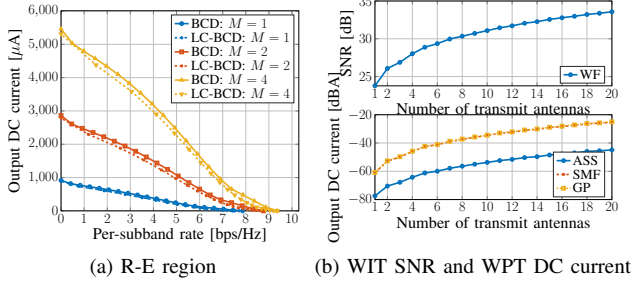 6,000
5,000
4,000
3,000
2,000
1,000
0
Output DC current [μA]
BCD: M = 1
LC-BCD: M = 1
BCD: M = 2
LC-BCD: M = 2
BCD: M = 4
LC-BCD: M = 4
0 1 2 3 4 5 6 7 8 9 10
Per-subband rate [bps/Hz]
(a) R-E region
35
30
25
SNR [dB]
WF
1 2 4 6 8 10 12 14 16 18 20
Number of transmit antennas
−20
−40
−60
−80
Output DC current [dBA]
ASS
SMF
GP
1 2 4 6 8 10 12 14 16 18 20
Number of transmit antennas
(b) WIT SNR and WPT DC current